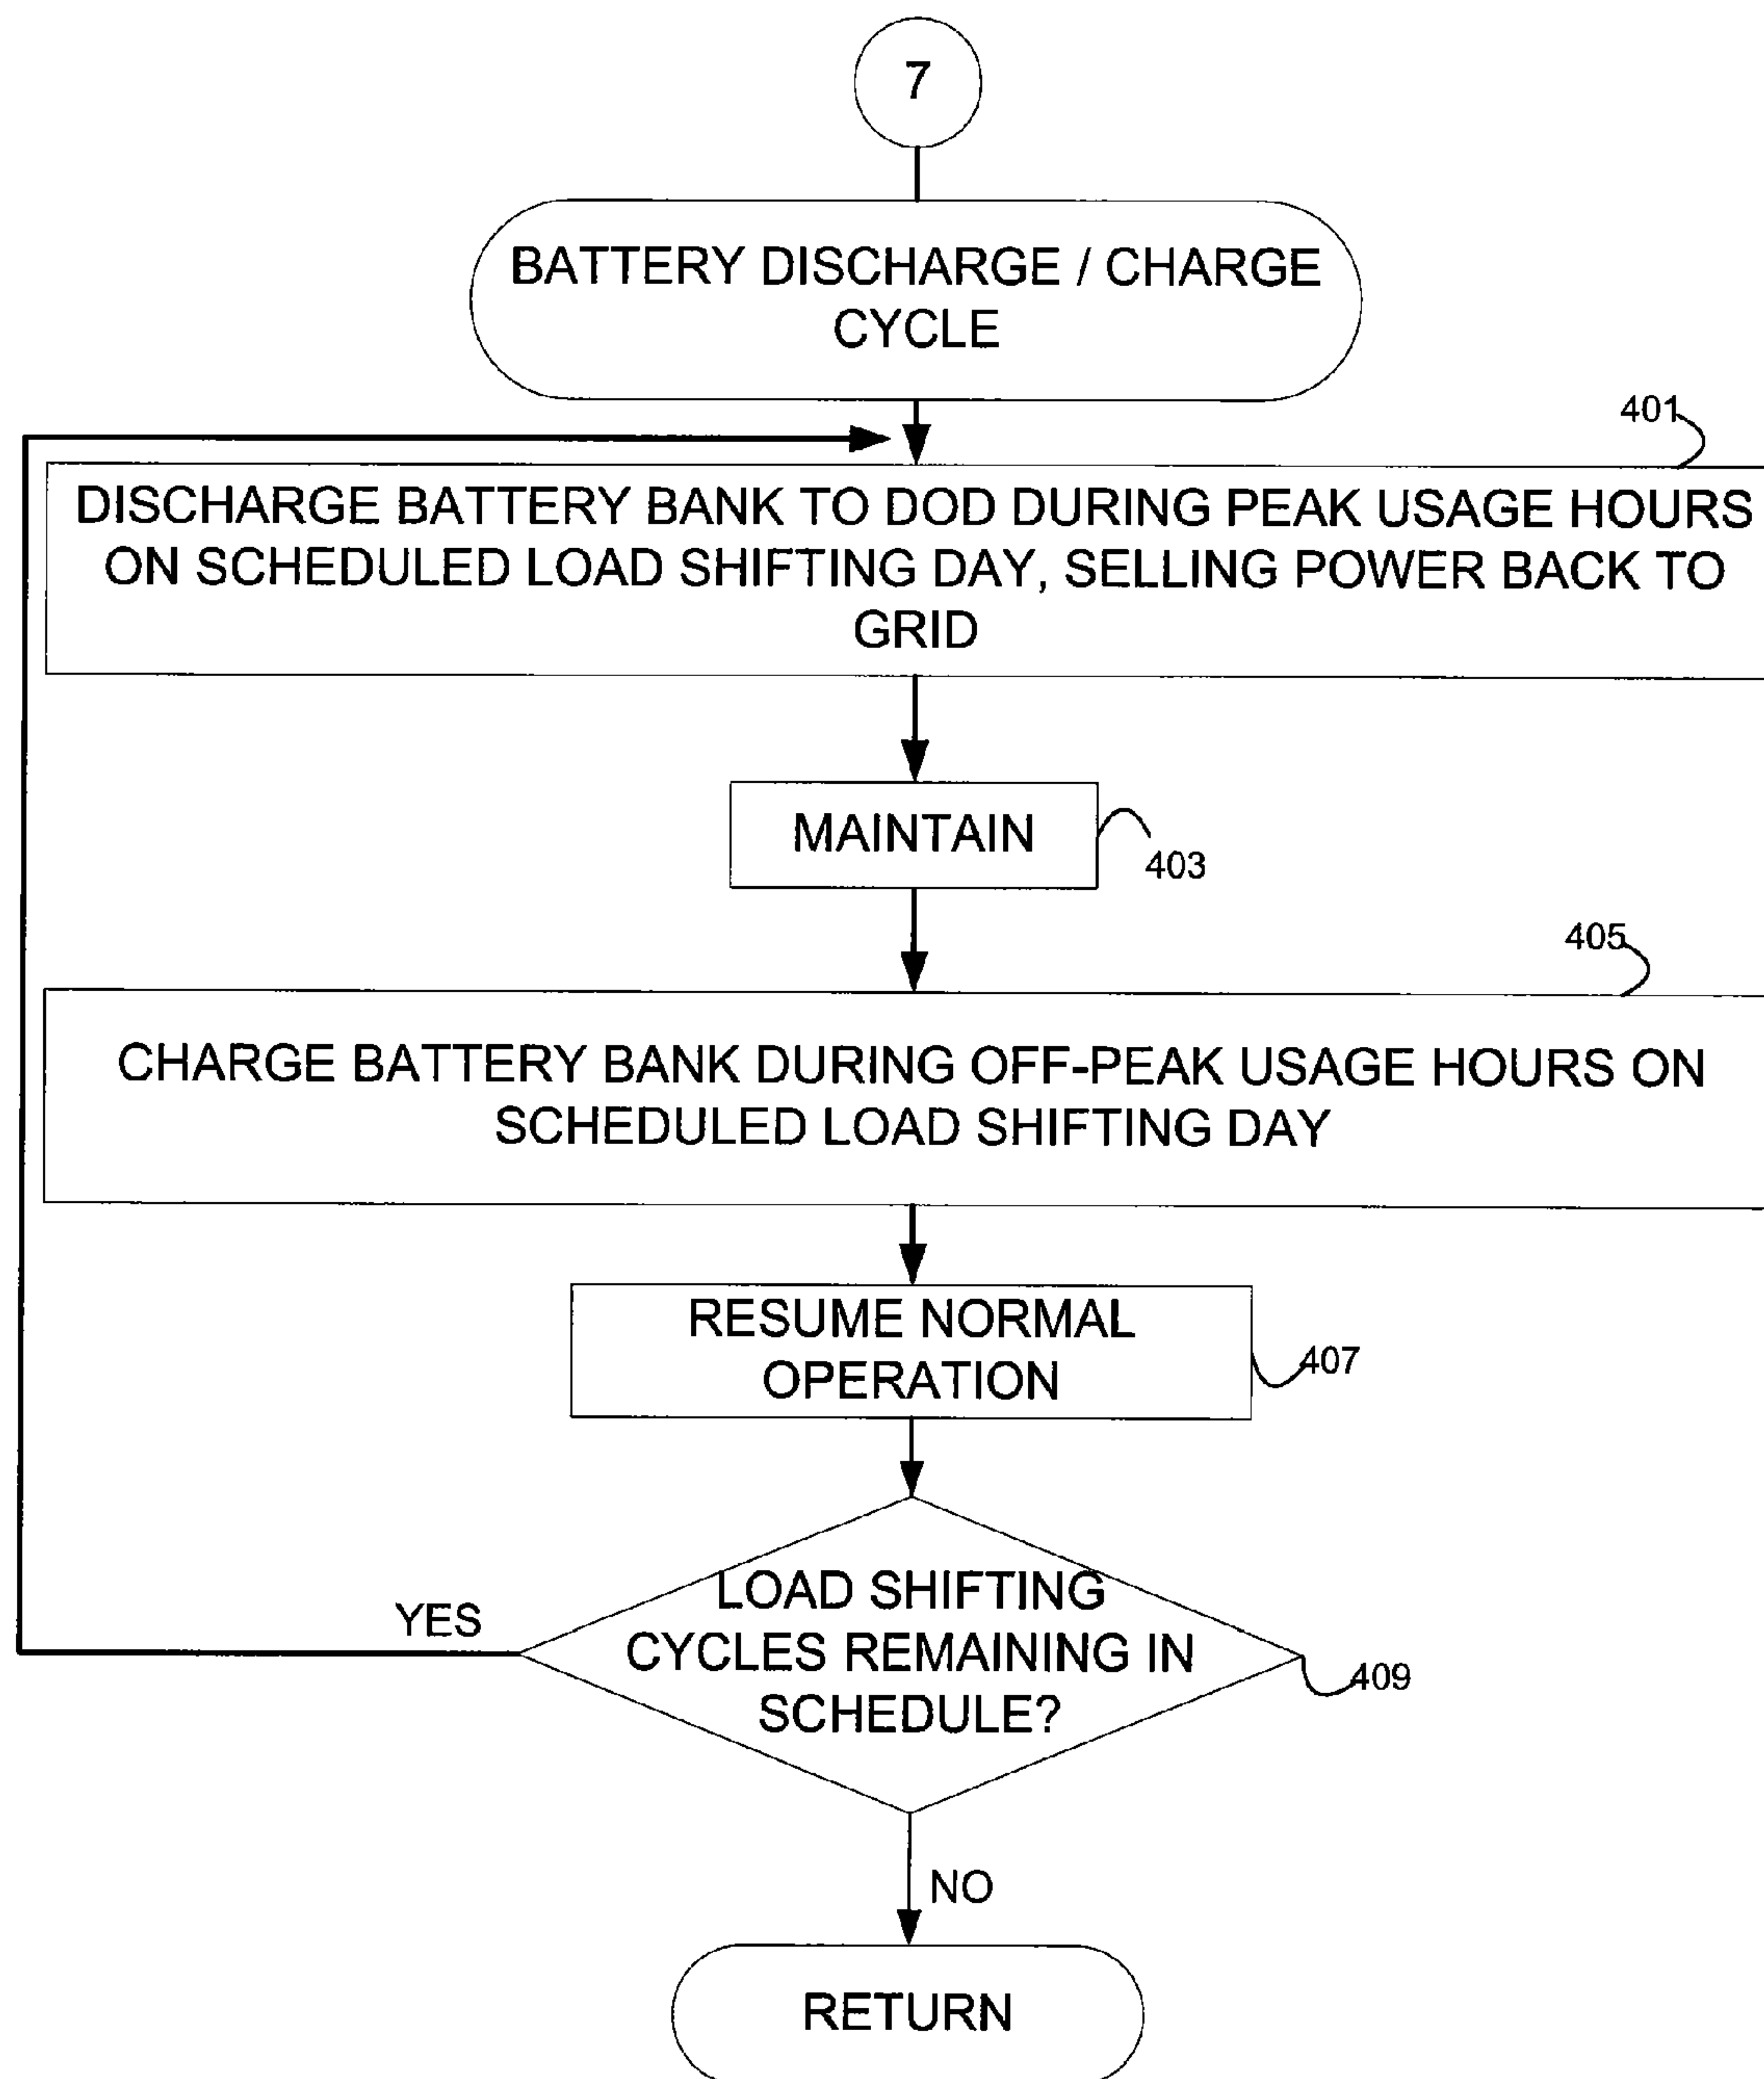 7
BATTERY DISCHARGE / CHARGE
CYCLE
401
DISCHARGE BATTERY BANK TO DOD DURING PEAK USAGE HOURS
ON SCHEDULED LOAD SHIFTING DAY, SELLING POWER BACK TO
GRID
MAINTAIN
403
405
CHARGE BATTERY BANK DURING OFF-PEAK USAGE HOURS ON
SCHEDULED LOAD SHIFTING DAY
RESUME NORMAL
OPERATION
407
LOAD SHIFTING
CYCLES REMAINING IN
SCHEDULE?
YES
409
NO
RETURN